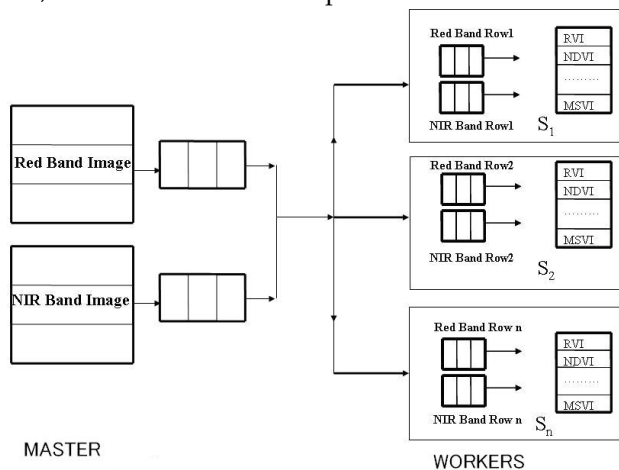 Red Band Image
NIR Band Image
MASTER
Red Band Row1
NIR Band Row1
RVI
NDVI
.........
MSVI
S1
Red Band Row2
NIR Band Row2
RVI
NDVI
.........
MSVI
S2
Red Band Row n
NIR Band Row n
RVI
NDVI
.........
MSVI
Sn
WORKERS